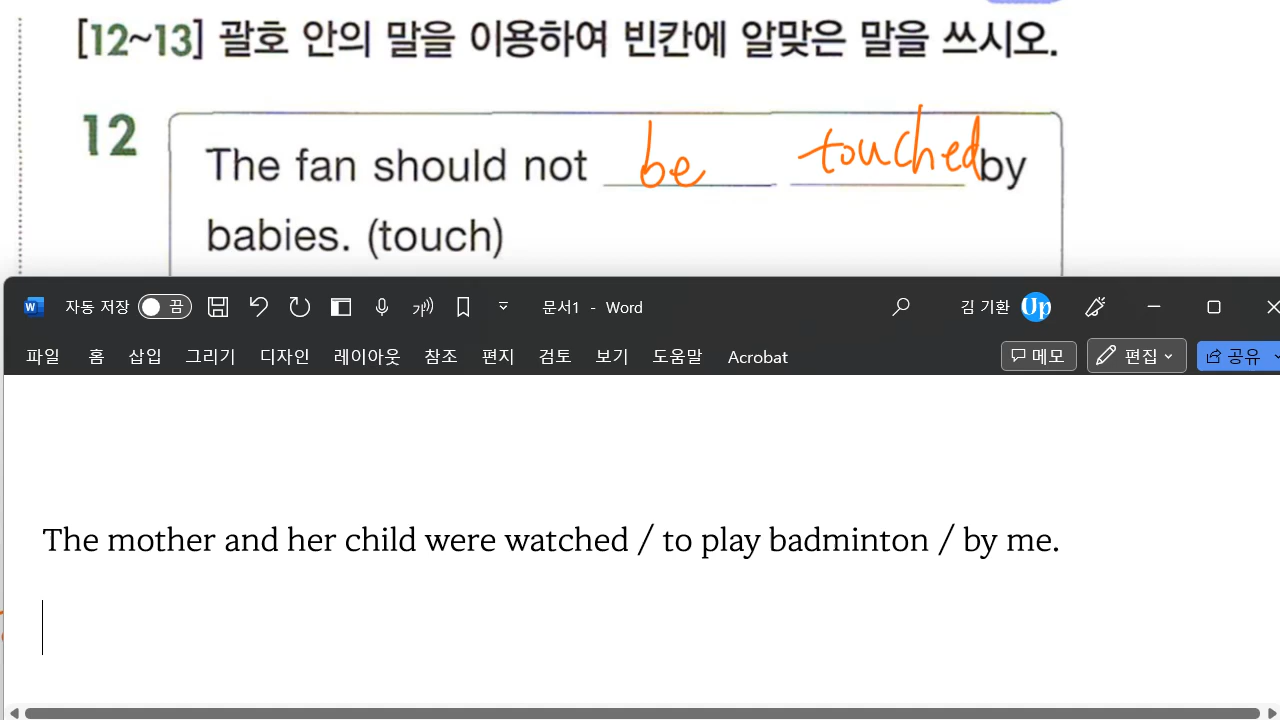 [12~13] 괄호 안의 말을 이용하여 빈칸에 알맞은 말을 쓰시오.
12
The fan should not be touched by
babies. (touch)
자동 저장 끔 문서1 - Word 김 기환 Up
파일 홈 삽입 그리기 디자인 레이아웃 참조 편지 검토 보기 도움말 Acrobat 메모 편집 공유
The mother and her child were watched / to play badminton / by me.